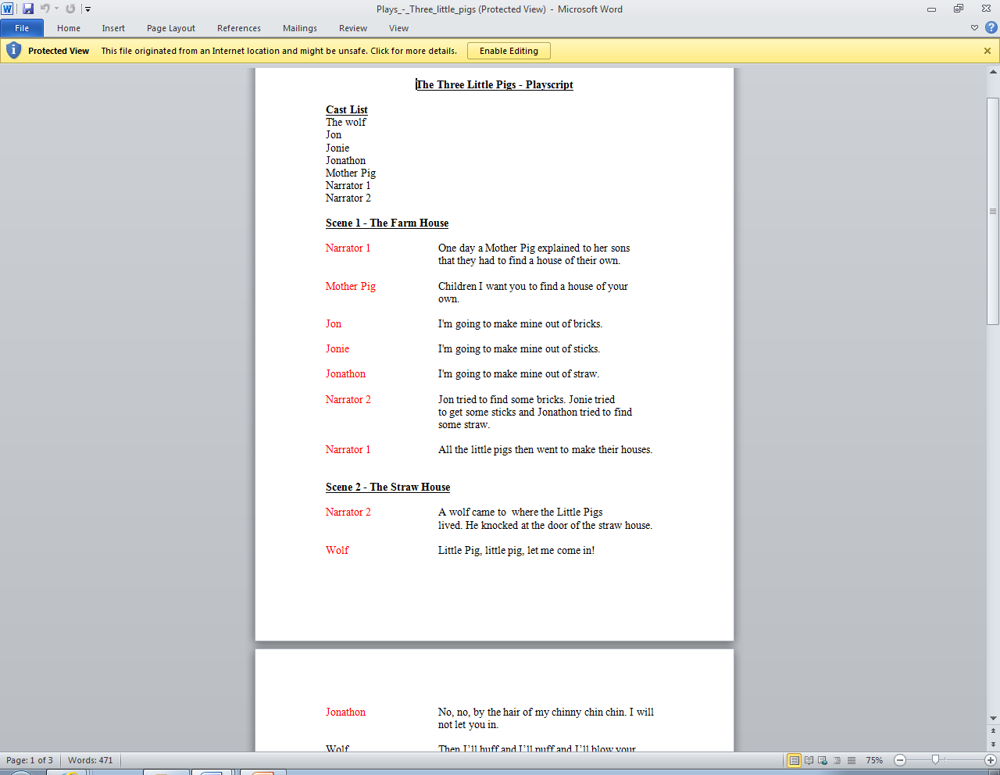 Plays_-_Three_little_pigs (Protected View) - Microsoft Word
File Home Insert Page Layout References Mailings Review View
Protected View This file originated from an Internet location and might be unsafe. Click for more details. Enable Editing
The Three Little Pigs - Playscript
Cast List
The wolf
Jon
Jonie
Jonathon
Mother Pig
Narrator 1
Narrator 2
Scene 1 - The Farm House
Narrator 1 One day a Mother Pig explained to her sons
that they had to find a house of their own.
Mother Pig Children I want you to find a house of your
own.
Jon I'm going to make mine out of bricks.
Jonie I'm going to make mine out of sticks.
Jonathon I'm going to make mine out of straw.
Narrator 2 Jon tried to find some bricks. Jonie tried
to get some sticks and Jonathon tried to find
some straw.
Narrator 1 All the little pigs then went to make their houses.
Scene 2 - The Straw House
Narrator 2 A wolf came to  where the Little Pigs
lived. He knocked at the door of the straw house.
Wolf Little Pig, little pig, let me come in!
Jonathon No, no, by the hair of my chinny chin chin. I will
not let you in.
Wolf Then I'll huff and I'll puff and I'll blow your
Page: 1 of 3 Words: 471 75%